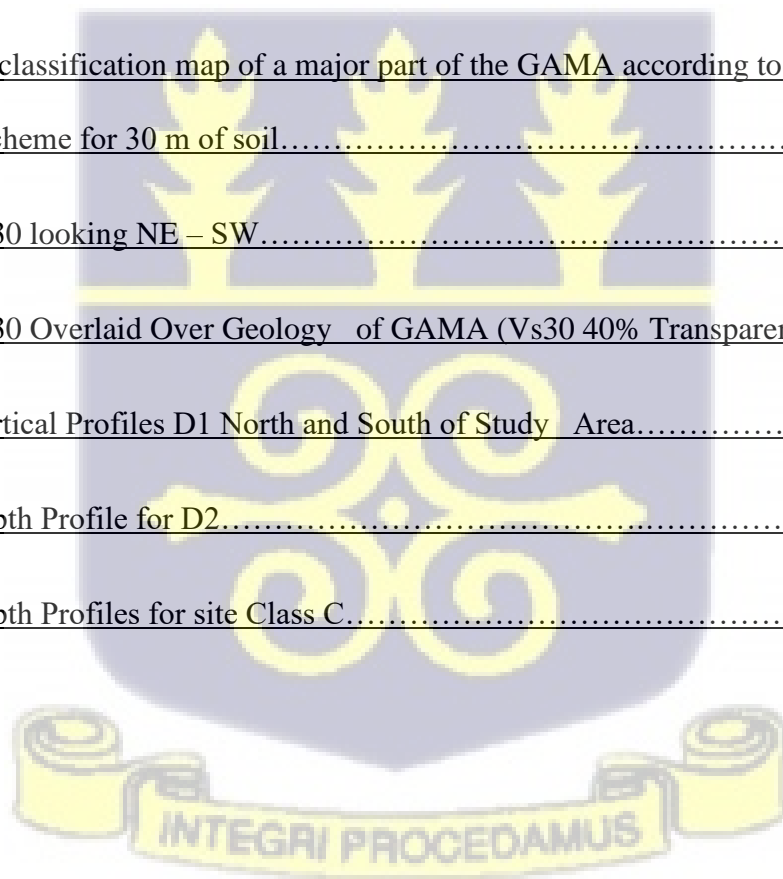 classification map of a major part of the GAMA according to
heme for 30 m of soil……………………………………………
30 looking NE – SW……………………………………………
30 Overlaid Over Geology of GAMA (Vs30 40% Transparen
rtical Profiles D1 North and South of Study Area……………
pth Profile for D2………………………………………………
pth Profiles for site Class C……………………………………
INTEGRI PROCEDAMUS